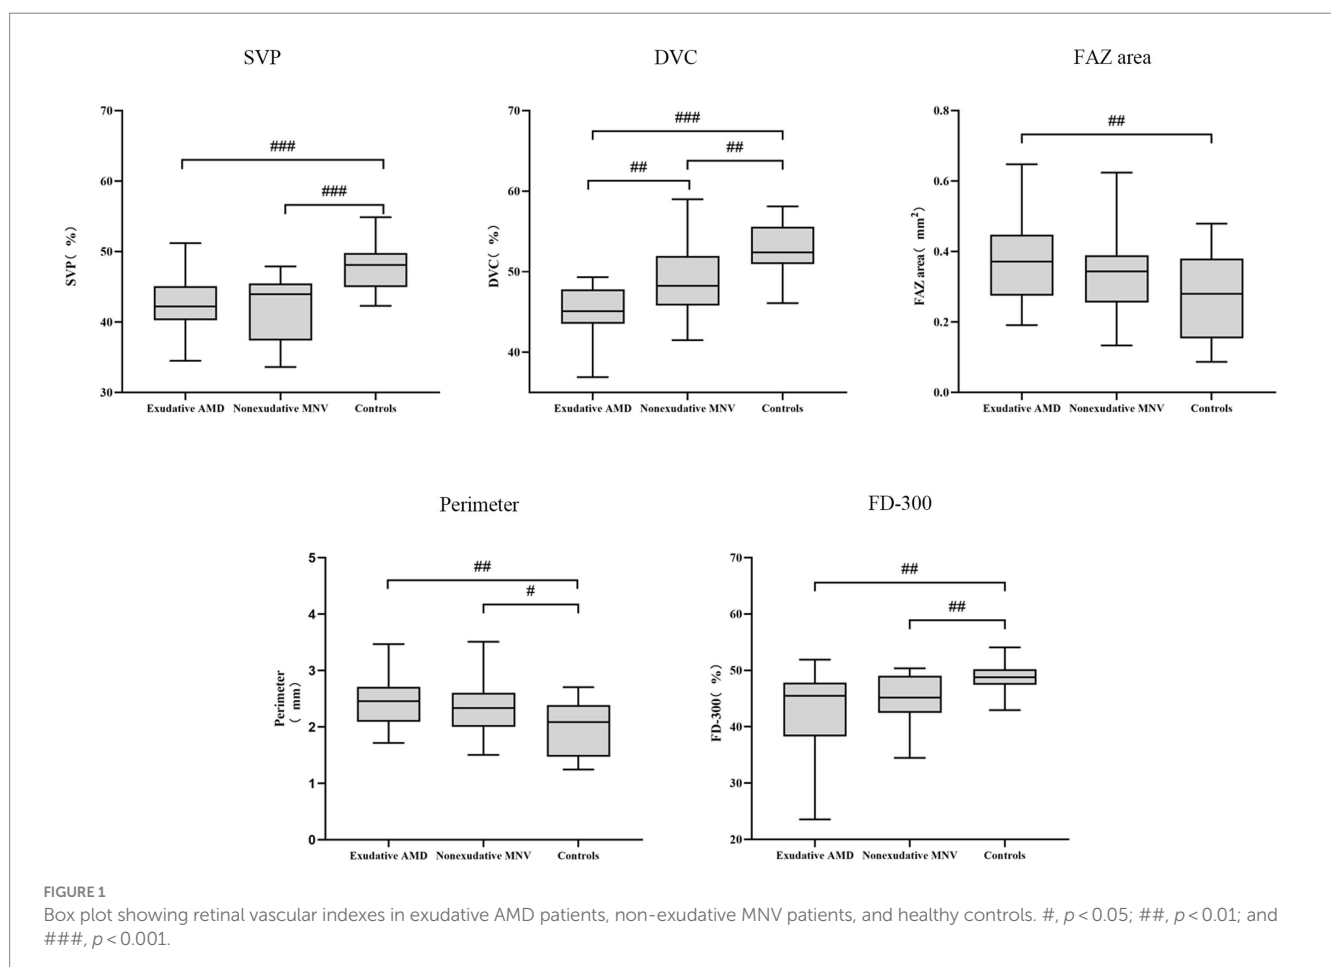 SVP
DVC
FAZ area
70
60
50
40
30
SVP( %)
###
###
Exudative AMD
Nonexudative MNV
Controls
70
60
50
40
DVC( %)
###
##
##
Exudative AMD
Nonexudative MNV
Controls
0.8
0.6
0.4
0.2
0.0
FAZ area( mm²)
##
Exudative AMD
Nonexudative MNV
Controls
Perimeter
FD-300
5
4
3
2
1
0
Perimeter
( mm)
##
#
Exudative AMD
Nonexudative MNV
Controls
70
60
50
40
30
20
FD-300( %)
##
##
Exudative AMD
Nonexudative MNV
Controls
FIGURE 1
Box plot showing retinal vascular indexes in exudative AMD patients, non-exudative MNV patients, and healthy controls. #, p < 0.05; ##, p < 0.01; and
###, p < 0.001.